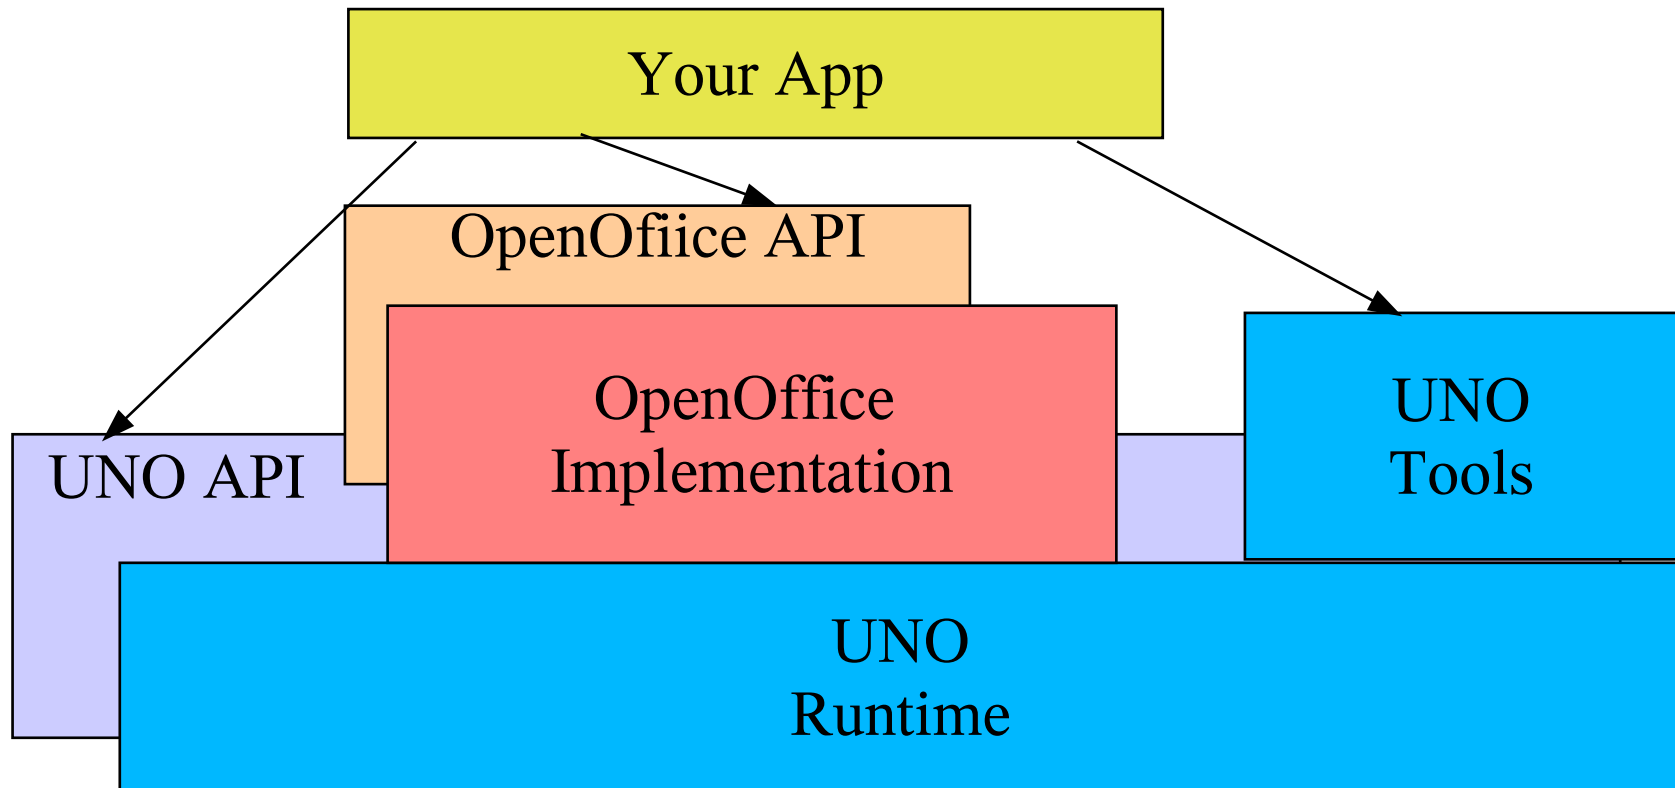 Your App
OpenOfiice API
OpenOffice
Implementation
UNO
Tools
UNO API
UNO
Runtime